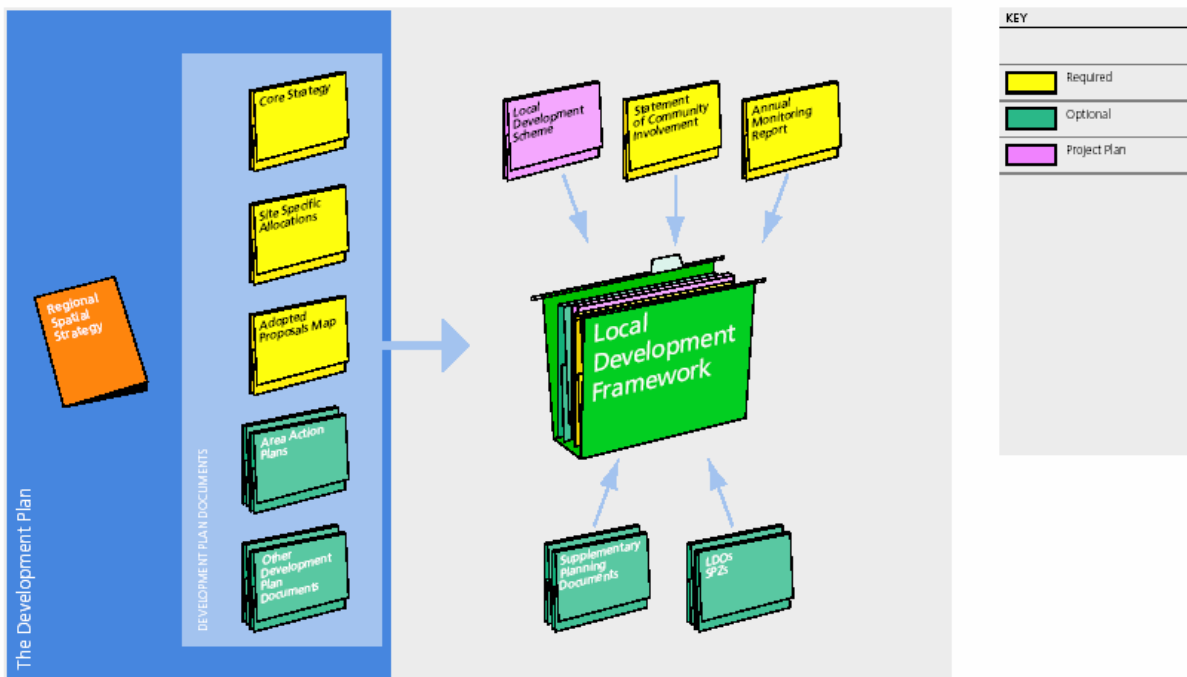 The Development Plan
Regional
Spatial
Strategy
DEVELOPMENT PLAN DOCUMENTS
Core Strategy
Site Specific
Allocations
Adopted
Proposals Map
Area Action
Plans
Other
Development
Plan
Documents
Local
Development
Scheme
Statement
of Community
Involvement
Annual
Monitoring
Report
Local
Development
Framework
Supplementary
Planning
Documents
LDOs
SPZs
KEY
Required
Optional
Project Plan